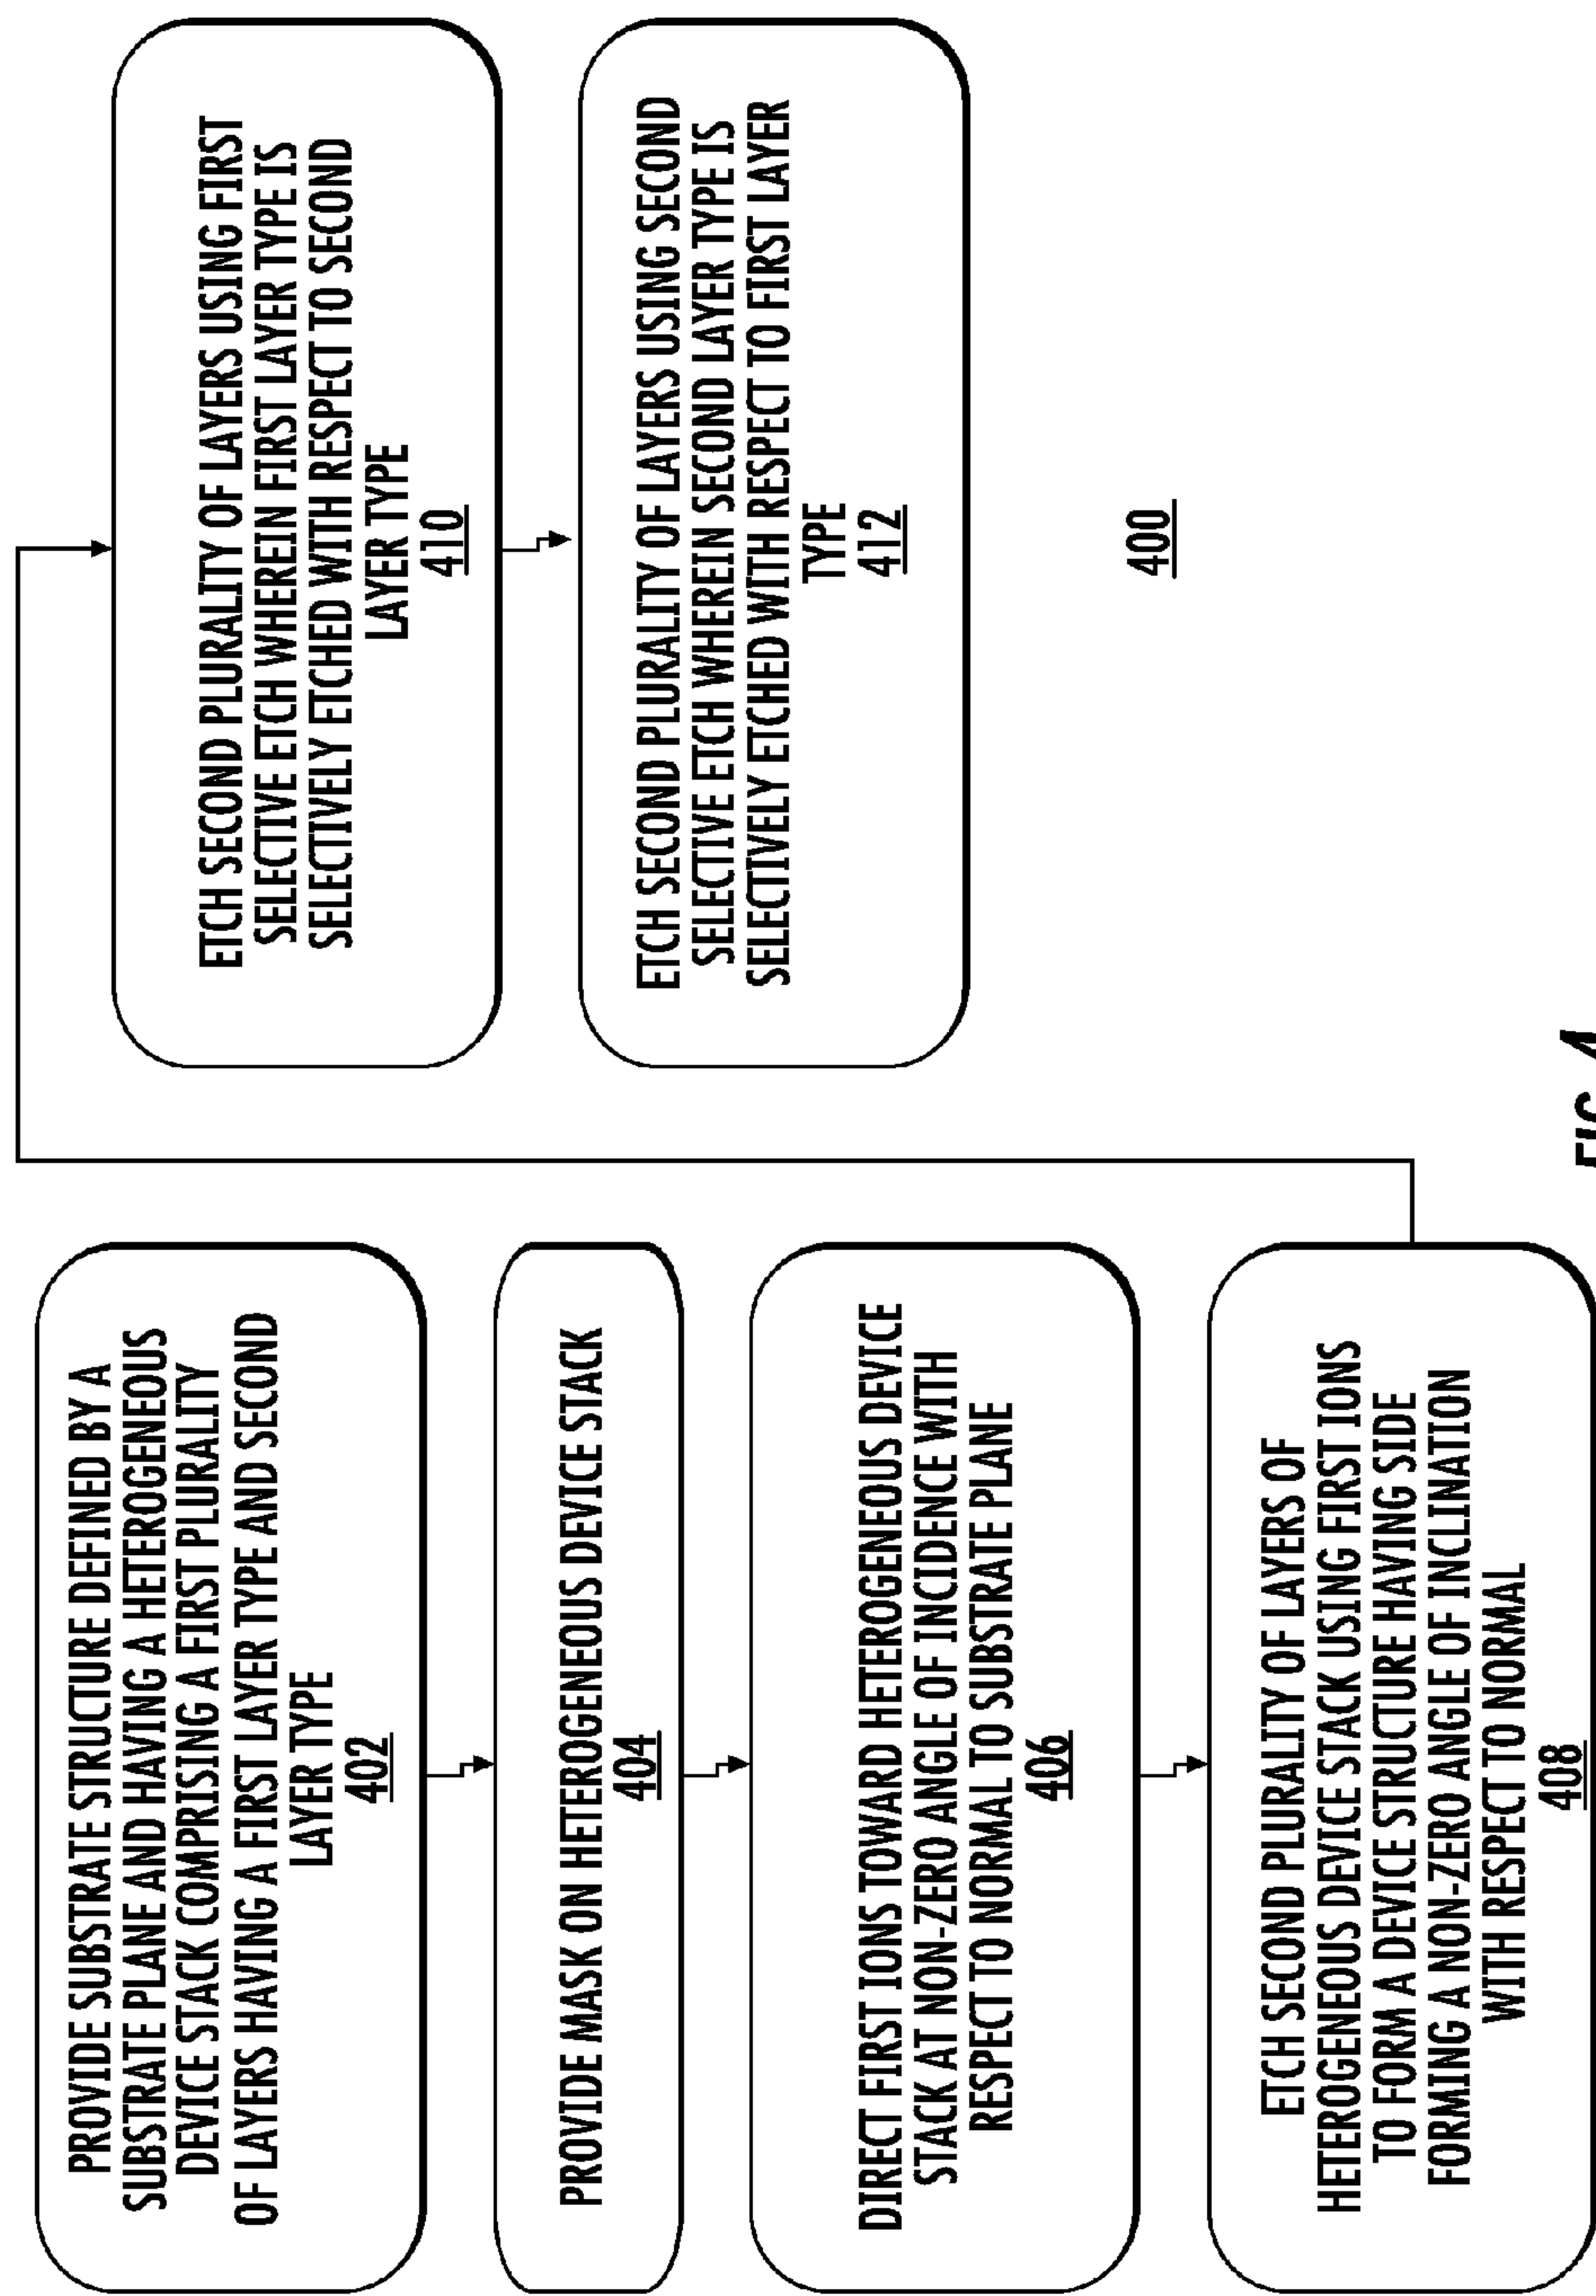 PROVIDE SUBSTRATE STRUCTURE DEFINED BY A
SUBSTRATE PLANE AND HAVING A HETEROGENEOUS
DEVICE STACK COMPRISING A FIRST PLURALITY
OF LAYERS HAVING A FIRST LAYER TYPE AND SECOND
LAYER TYPE
402
PROVIDE MASK ON HETEROGENEOUS DEVICE STACK
404
DIRECT FIRST IONS TOWARD HETEROGENEOUS DEVICE
STACK AT NON-ZERO ANGLE OF INCIDENCE WITH
RESPECT TO NORMAL TO SUBSTRATE PLANE
406
ETCH SECOND PLURALITY OF LAYERS OF
HETEROGENEOUS DEVICE STACK USING FIRST IONS
TO FORM A DEVICE STRUCTURE HAVING SIDE
FORMING A NON-ZERO ANGLE OF INCLINATION
WITH RESPECT TO NORMAL
408
ETCH SECOND PLURALITY OF LAYERS USING FIRST
SELECTIVE ETCH WHEREIN FIRST LAYER TYPE IS
SELECTIVELY ETCHED WITH RESPECT TO SECOND
LAYER TYPE
410
ETCH SECOND PLURALITY OF LAYERS USING SECOND
SELECTIVE ETCH WHEREIN SECOND LAYER TYPE IS
SELECTIVELY ETCHED WITH RESPECT TO FIRST LAYER
TYPE
412
400
FIG. 4